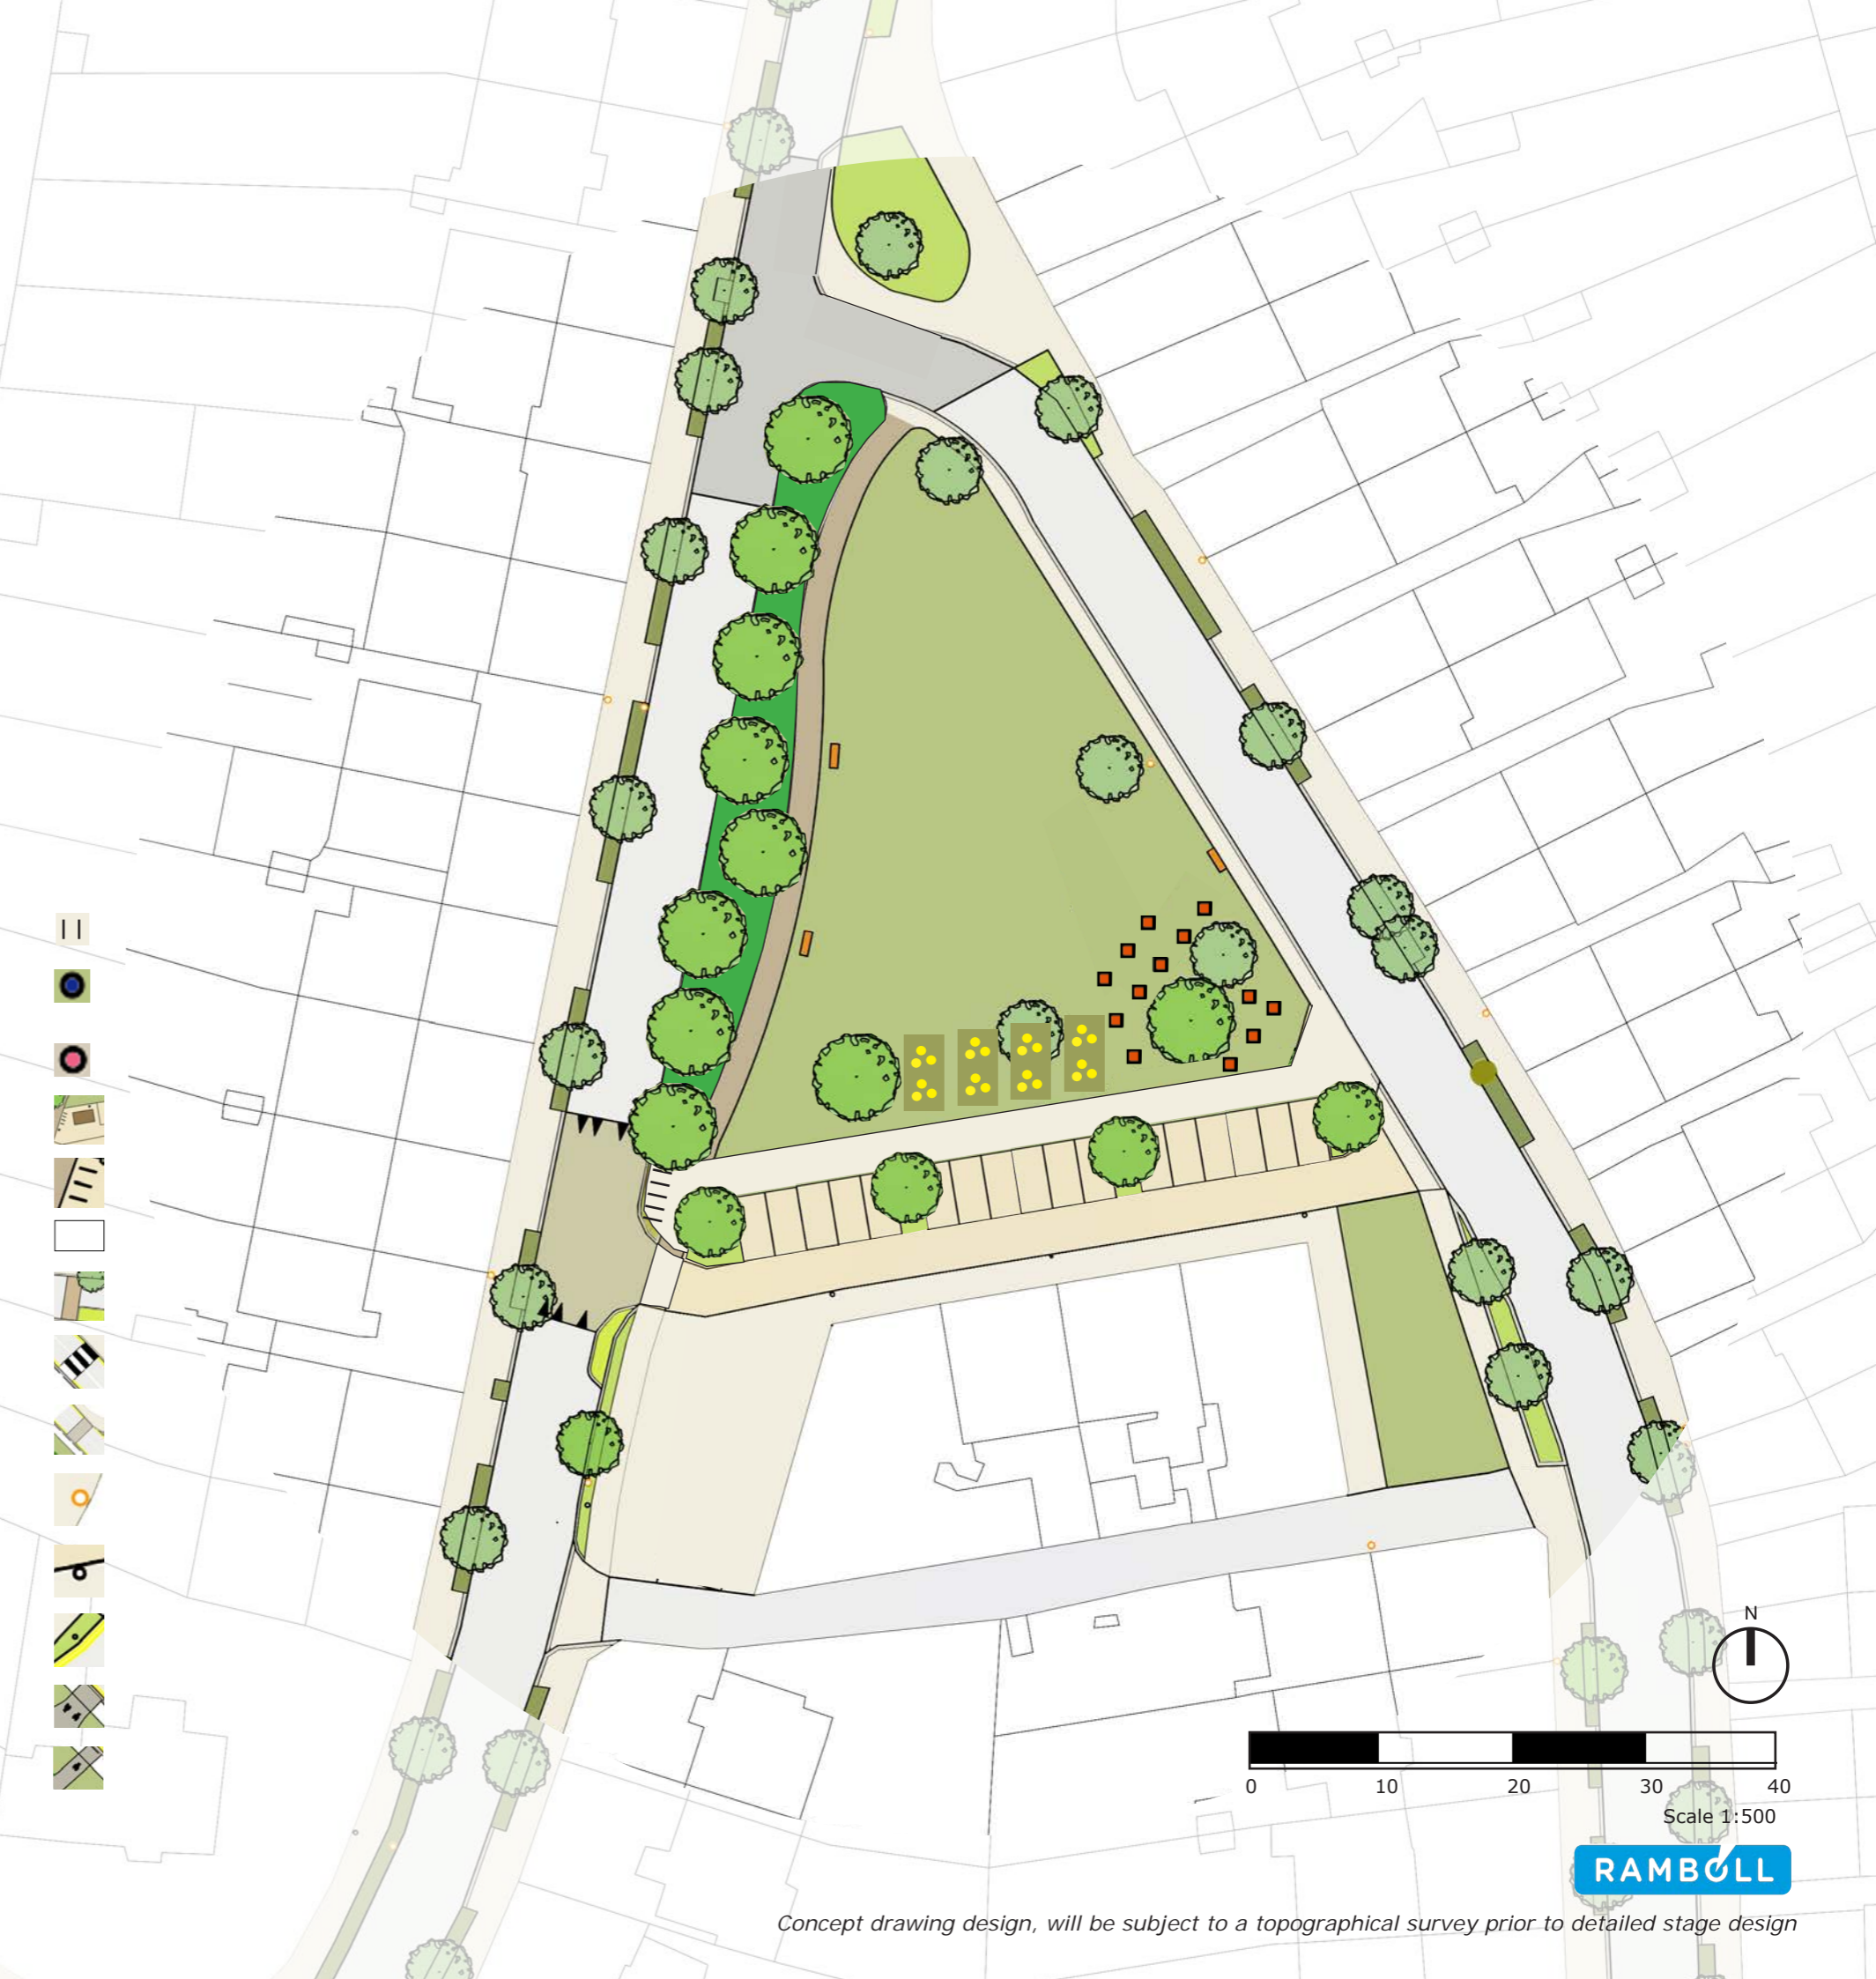 N
0 10 20 30 40
Scale 1:500
RAMBOLL
Concept drawing design, will be subject to a topographical survey prior to detailed stage design